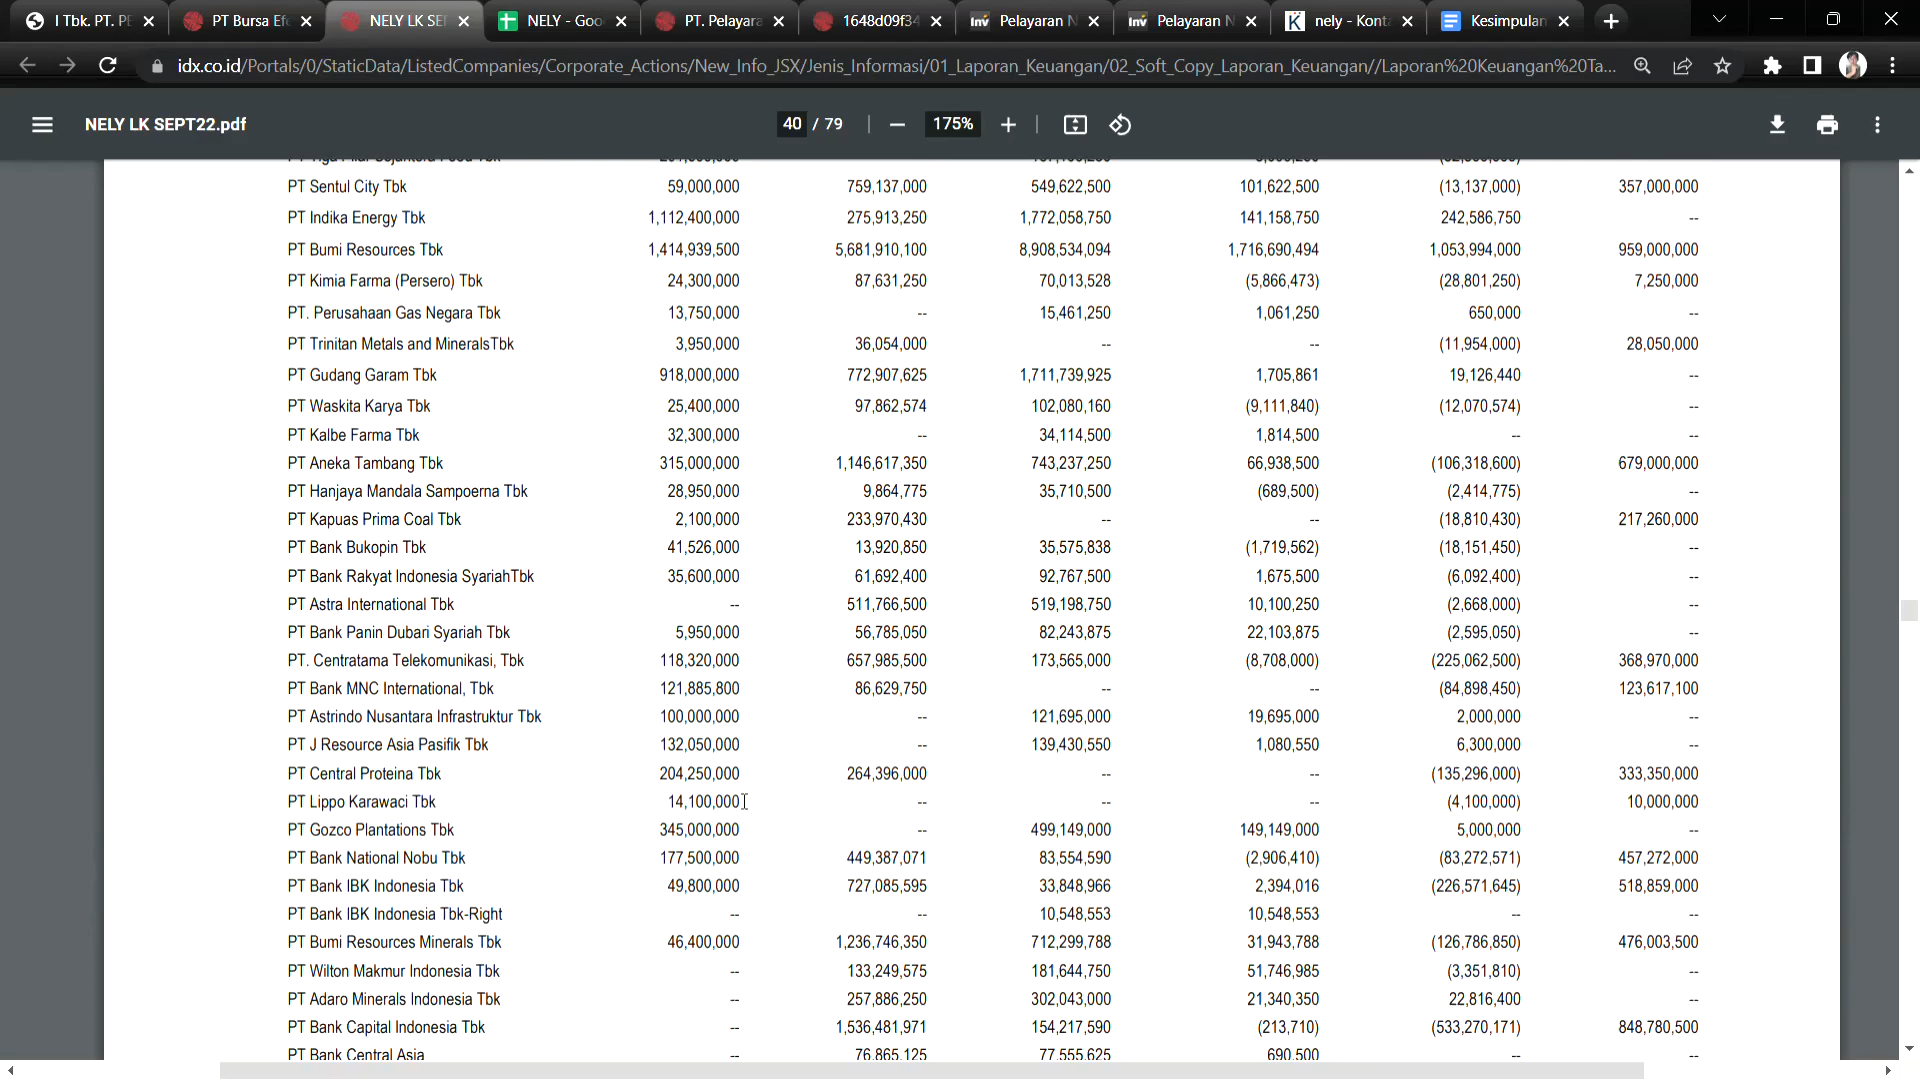 I Tbk. PT. PE
PT Bursa Efe
NELY LK SEI
NELY - Goo
PT. Pelayara
1648d09f34
Inv Pelayaran N
Inv Pelayaran N
K nely - Konta
Kesimpulan
idx.co.id/Portals/0/StaticData/ListedCompanies/Corporate_Actions/New_Info_JSX/Jenis_Informasi/01_Laporan_Keuangan/02_Soft_Copy_Laporan_Keuangan//Laporan%20Keuangan%20Ta...
NELY LK SEPT22.pdf
40 / 79
175%
PT Sentul City Tbk 59,000,000 759,137,000 549,622,500 101,622,500 (13,137,000) 357,000,000
PT Indika Energy Tbk 1,112,400,000 275,913,250 1,772,058,750 141,158,750 242,586,750 --
PT Bumi Resources Tbk 1,414,939,500 5,681,910,100 8,908,534,094 1,716,690,494 1,053,994,000 959,000,000
PT Kimia Farma (Persero) Tbk 24,300,000 87,631,250 70,013,528 (5,866,473) (28,801,250) 7,250,000
PT. Perusahaan Gas Negara Tbk 13,750,000 -- 15,461,250 1,061,250 650,000 --
PT Trinitan Metals and MineralsTbk 3,950,000 36,054,000 -- -- (11,954,000) 28,050,000
PT Gudang Garam Tbk 918,000,000 772,907,625 1,711,739,925 1,705,861 19,126,440 --
PT Waskita Karya Tbk 25,400,000 97,862,574 102,080,160 (9,111,840) (12,070,574) --
PT Kalbe Farma Tbk 32,300,000 -- 34,114,500 1,814,500 -- --
PT Aneka Tambang Tbk 315,000,000 1,146,617,350 743,237,250 66,938,500 (106,318,600) 679,000,000
PT Hanjaya Mandala Sampoerna Tbk 28,950,000 9,864,775 35,710,500 (689,500) (2,414,775) --
PT Kapuas Prima Coal Tbk 2,100,000 233,970,430 -- -- (18,810,430) 217,260,000
PT Bank Bukopin Tbk 41,526,000 13,920,850 35,575,838 (1,719,562) (18,151,450) --
PT Bank Rakyat Indonesia SyariahTbk 35,600,000 61,692,400 92,767,500 1,675,500 (6,092,400) --
PT Astra International Tbk -- 511,766,500 519,198,750 10,100,250 (2,668,000) --
PT Bank Panin Dubari Syariah Tbk 5,950,000 56,785,050 82,243,875 22,103,875 (2,595,050) --
PT. Centratama Telekomunikasi, Tbk 118,320,000 657,985,500 173,565,000 (8,708,000) (225,062,500) 368,970,000
PT Bank MNC International, Tbk 121,885,800 86,629,750 -- -- (84,898,450) 123,617,100
PT Astrindo Nusantara Infrastruktur Tbk 100,000,000 -- 121,695,000 19,695,000 2,000,000 --
PT J Resource Asia Pasifik Tbk 132,050,000 -- 139,430,550 1,080,550 6,300,000 --
PT Central Proteina Tbk 204,250,000 264,396,000 -- -- (135,296,000) 333,350,000
PT Lippo Karawaci Tbk 14,100,000 -- -- -- (4,100,000) 10,000,000
PT Gozco Plantations Tbk 345,000,000 -- 499,149,000 149,149,000 5,000,000 --
PT Bank National Nobu Tbk 177,500,000 449,387,071 83,554,590 (2,906,410) (83,272,571) 457,272,000
PT Bank IBK Indonesia Tbk 49,800,000 727,085,595 33,848,966 2,394,016 (226,571,645) 518,859,000
PT Bank IBK Indonesia Tbk-Right -- -- 10,548,553 10,548,553 -- --
PT Bumi Resources Minerals Tbk 46,400,000 1,236,746,350 712,299,788 31,943,788 (126,786,850) 476,003,500
PT Wilton Makmur Indonesia Tbk -- 133,249,575 181,644,750 51,746,985 (3,351,810) --
PT Adaro Minerals Indonesia Tbk -- 257,886,250 302,043,000 21,340,350 22,816,400 --
PT Bank Capital Indonesia Tbk -- 1,536,481,971 154,217,590 (213,710) (533,270,171) 848,780,500
PT Bank Central Asia -- 76,865,125 77,555,625 690,500 -- --